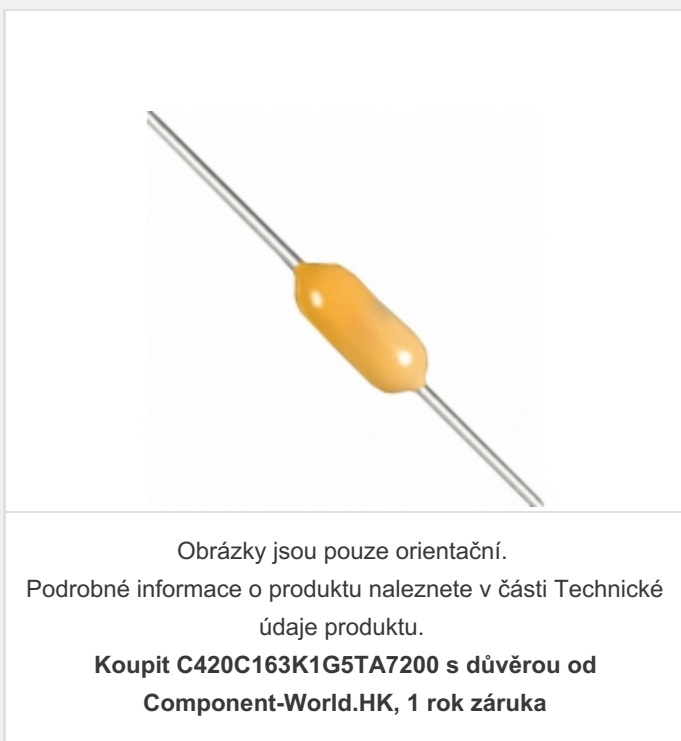 Obrázky jsou pouze orientační.
Podrobné informace o produktu naleznete v části Technické
údaje produktu.
Koupit C420C163K1G5TA7200 s důvěrou od
Component-World.HK, 1 rok záruka